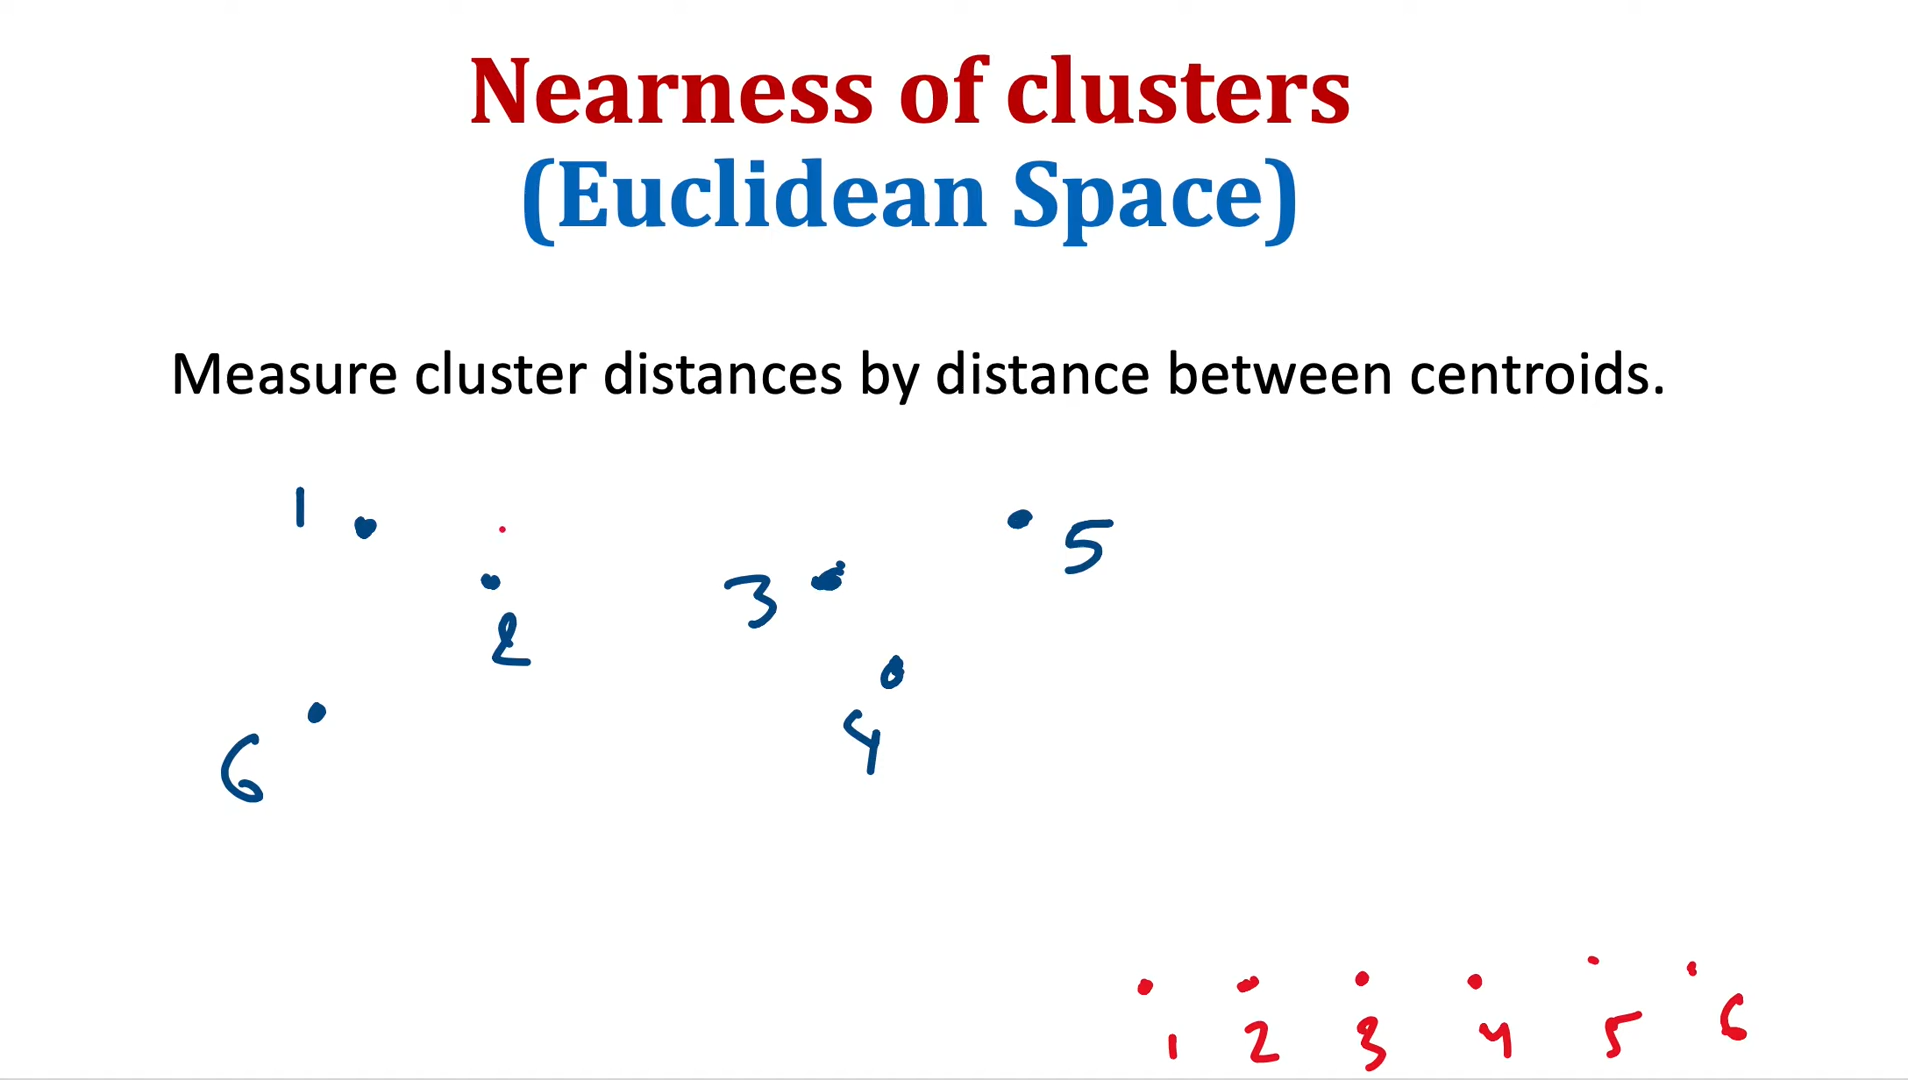 Nearness of clusters
(Euclidean Space)
Measure cluster distances by distance between centroids.
1
5
3
2
4
6
1 2 3 4 5 6